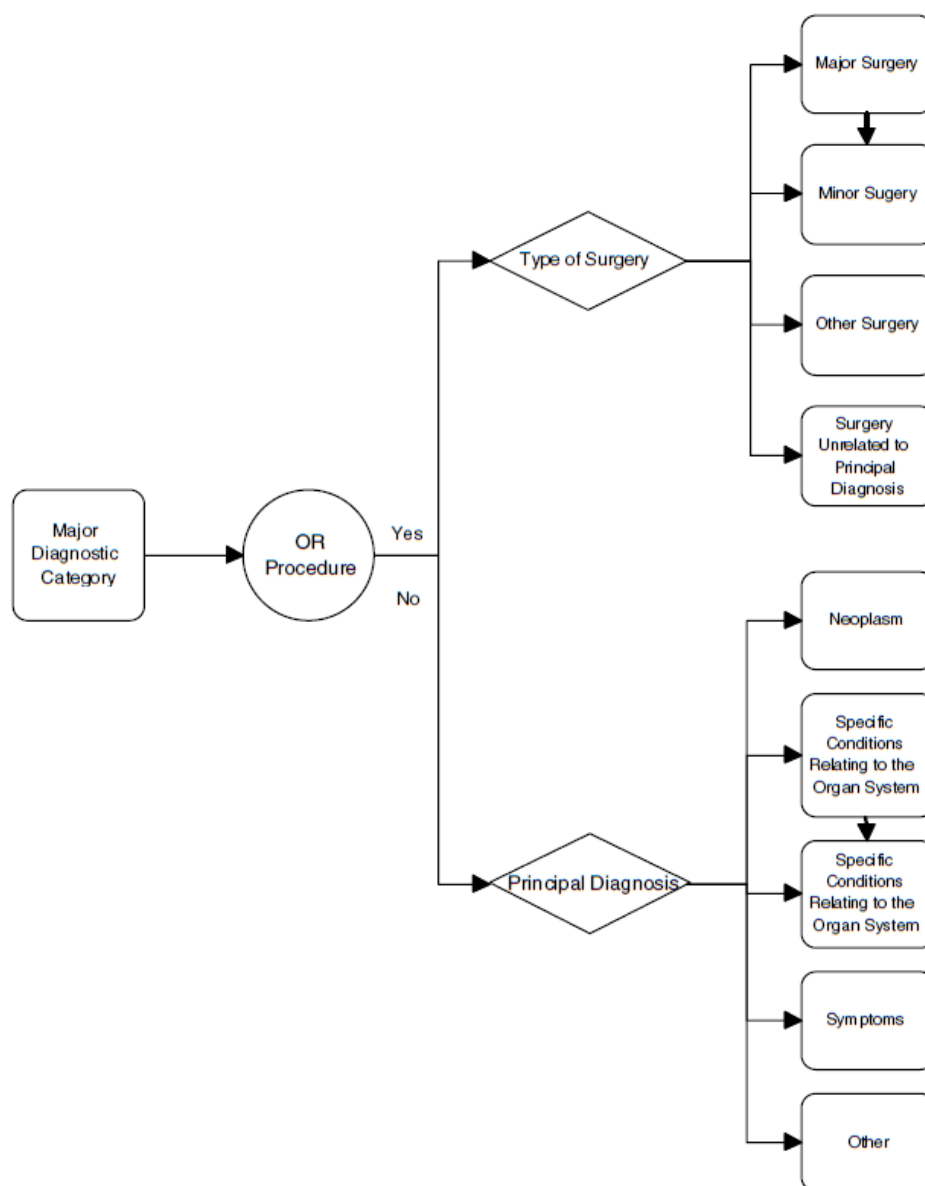 Major Surgery
Minor Sugery
Type of Surgery
Other Surgery
Surgery
Unrelated to
Principal
Diagnosis
Major
Diagnostic
Category
OR
Procedure
Yes
No
Neoplasm
Specific
Conditions
Relating to the
Organ System
Principal Diagnosis
Specific
Conditions
Relating to the
Organ System
Symptoms
Other